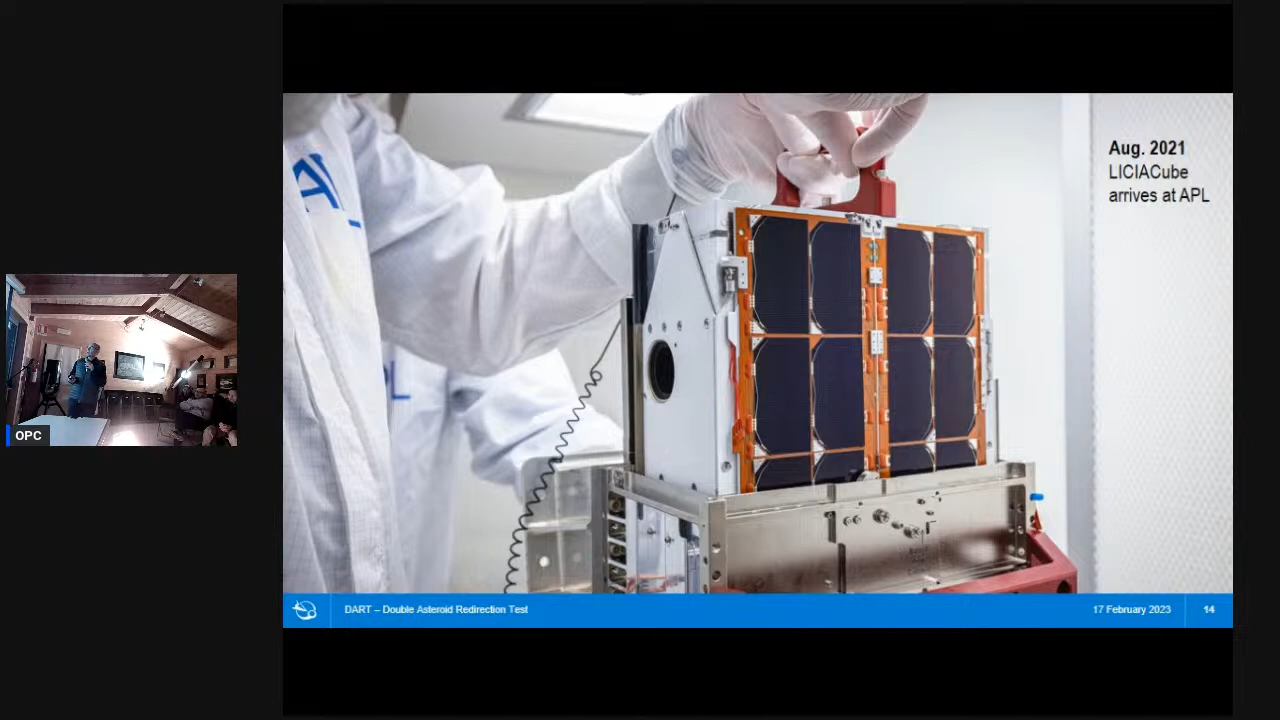 Aug. 2021
LICIACube
arrives at APL
OPC
DART – Double Asteroid Redirection Test
17 February 2023
14